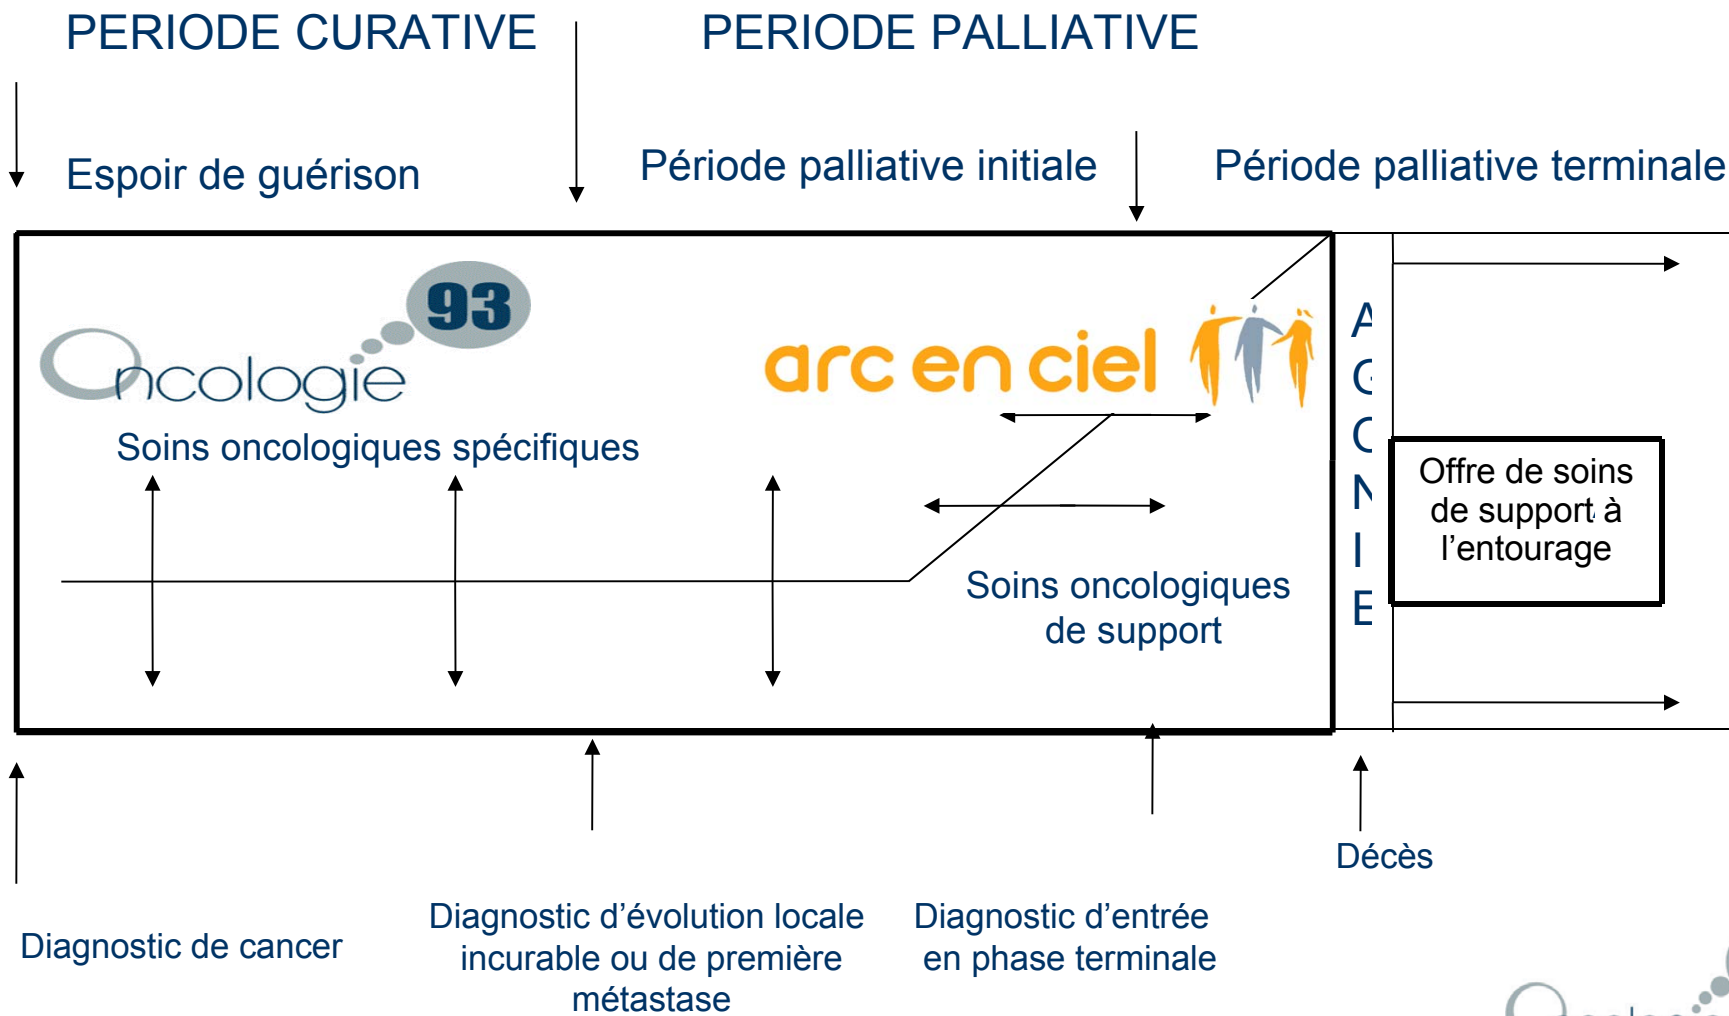 PERIODE CURATIVE
PERIODE PALLIATIVE
Espoir de guérison
Période palliative initiale
Période palliative terminale
Oncologie 93
arc en ciel
Soins oncologiques spécifiques
Soins oncologiques
de support
A
G
O
N
I
E
Offre de soins
de support à
l'entourage
Décès
Diagnostic de cancer
Diagnostic d'évolution locale
incurable ou de première
métastase
Diagnostic d'entrée
en phase terminale